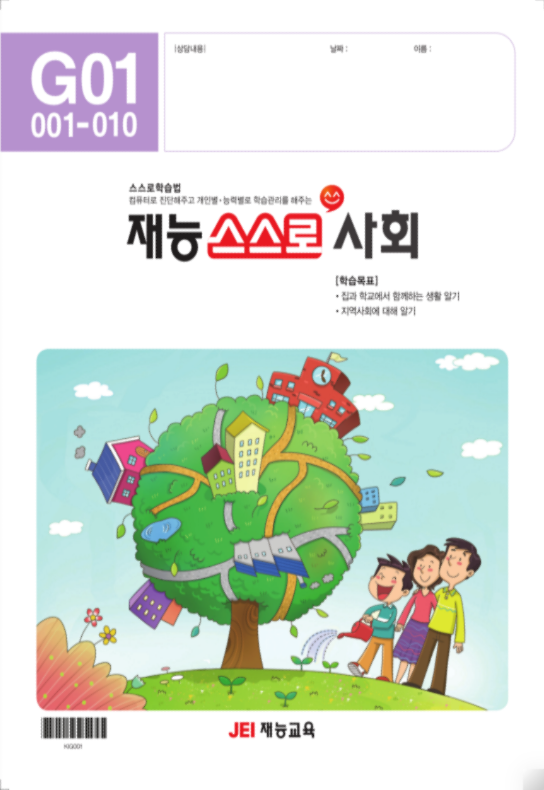 G01
001-010
[상담내용]
날짜 :
이름 :
스스로학습법
컴퓨터로 진단해주고 개인별·능력별로 학습관리를 해주는
재능스스로 사회
[학습목표]
• 집과 학교에서 함께하는 생활 알기
• 지역사회에 대해 알기
KIG001
JEI 재능교육